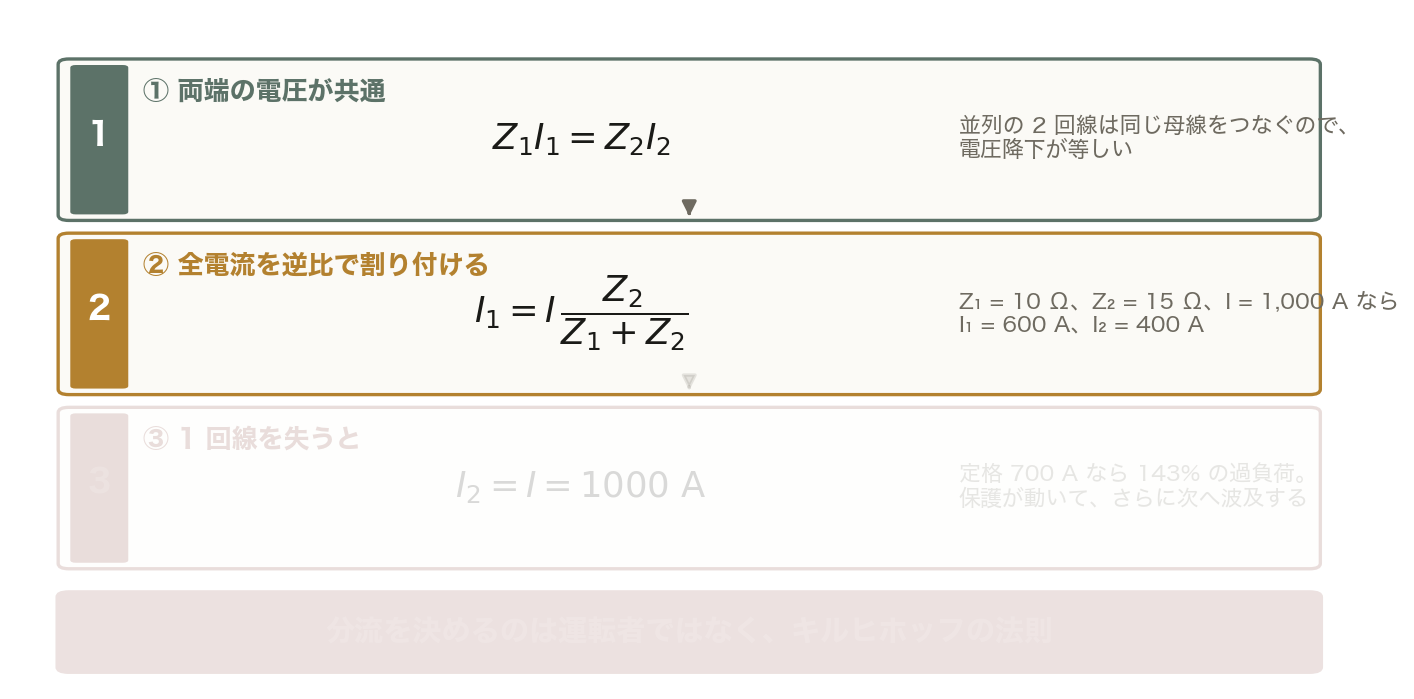 1
① 両端の電圧が共通
Z₁I₁ = Z₂I₂
並列の 2 回線は同じ母線をつなぐので、
電圧降下が等しい
2
② 全電流を逆比で割り付ける
I₁ = I Z₂ / (Z₁ + Z₂)
Z₁ = 10 Ω、Z₂ = 15 Ω、I = 1,000 A なら
I₁ = 600 A、I₂ = 400 A
3
③ 1 回線を失うと
I₂ = I = 1000 A
定格 700 A なら 143% の過負荷。
保護が動いて、さらに次へ波及する
分流を決めるのは運転者ではなく、キルヒホッフの法則